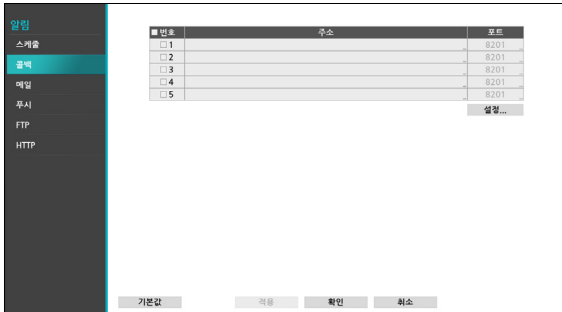 알림
스케줄
콜백
메일
푸시
FTP
HTTP
번호 주소 포트
1 8201
2 8201
3 8201
4 8201
5 8201
설정...
기본값 적용 확인 취소